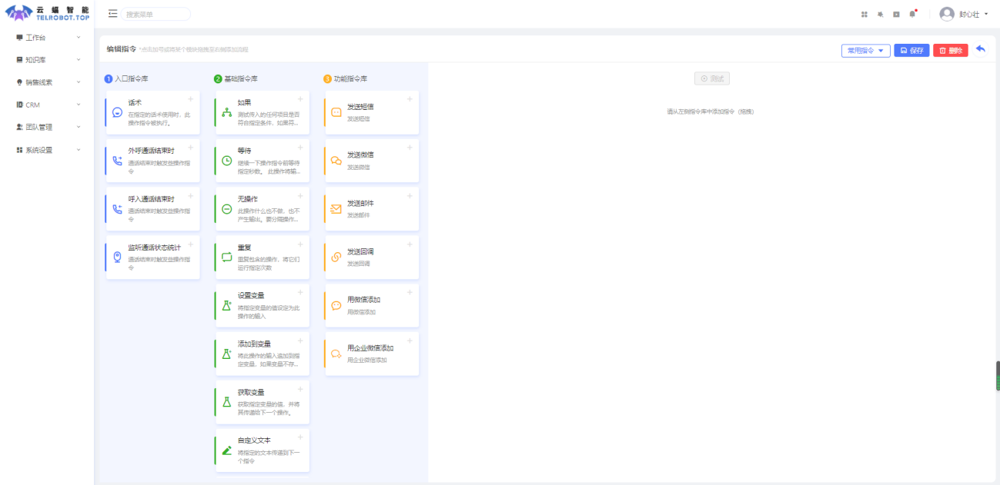 云蝠智能
TELROBOT.TOP
搜索菜单
封心社
工作台
知识库
销售线索
CRM
团队管理
系统设置
编辑指令 *点击加号或将某个模块拖拽至右侧添加流程
常用指令
保存
删除
1 入口指令库
话术
在指定的话术使用时，此
操作指令被执行。
外呼通话结束时
通话结束时触发些操作指
令
呼入通话结束时
通话结束时触发些操作指
令
监听通话状态统计
通话结束时触发些操作指
令
2 基础指令库
如果
测试传入的任何项目是否
符合指定条件，如果符...
等待
继续一下操作指令前等待
指定秒数。 此操作将输...
无操作
此操作什么也不做，也不
产生输出。要分隔操作...
重复
重复包含的操作，将它们
运行指定次数
设置变量
将指定变量的值设定为此
操作的输入
添加到变量
将此操作的输入追加到指
定变量，如果变量不存...
获取变量
获取指定变量的值，并将
其传递给下一个操作。
自定义文本
将指定的文本传递到下一
个指令
3 功能指令库
发送短信
发送短信
发送微信
发送微信
发送邮件
发送邮件
发送回调
发送回调
用微信添加
用微信添加
用企业微信添加
用企业微信添加
测试
请从左侧指令库中添加指令（拖拽）